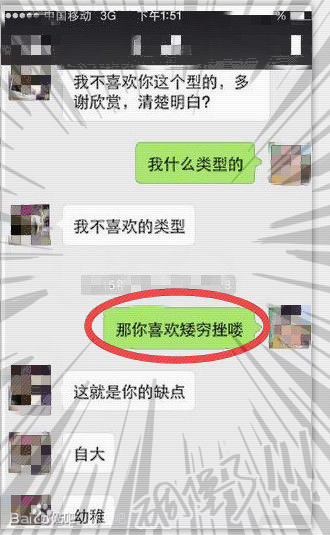 中国移动 3G 下午1:51 %
我不喜欢你这个型的，多
谢欣赏，清楚明白？
我什么类型的
我不喜欢的类型
那你喜欢矮穷挫喽
这就是你的缺点
自大
幼稚